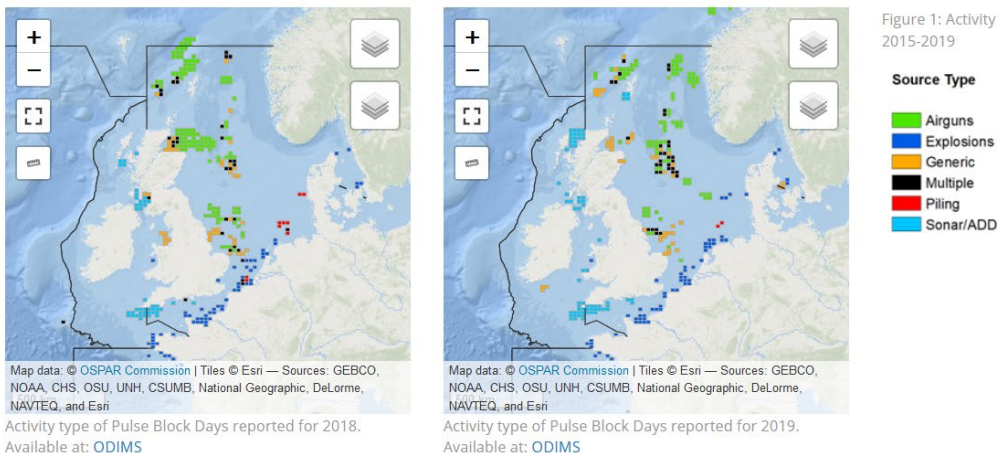 +
−
+
−
Figure 1: Activity
2015-2019
Source Type
Airguns
Explosions
Generic
Multiple
Piling
Sonar/ADD
Map data: © OSPAR Commission | Tiles © Esri — Sources: GEBCO,
NOAA, CHS, OSU, UNH, CSUMB, National Geographic, DeLorme,
NAVTEQ, and Esri
Activity type of Pulse Block Days reported for 2018.
Available at: ODIMS
Map data: © OSPAR Commission | Tiles © Esri — Sources: GEBCO,
NOAA, CHS, OSU, UNH, CSUMB, National Geographic, DeLorme,
NAVTEQ, and Esri
Activity type of Pulse Block Days reported for 2019.
Available at: ODIMS